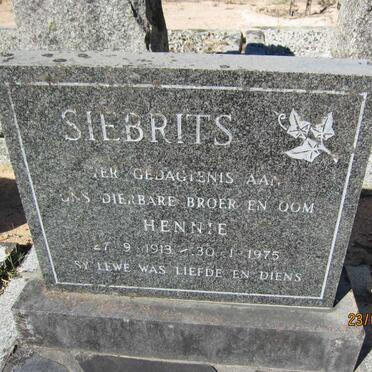 SIEBRITS
TER GEDAGTENIS AAN
ONS DIERBARE BROER EN OOM
HENNIE
27. 9. 1913 - 30. 1. 1975
SY LEWE WAS LIEFDE EN DIENS
23/